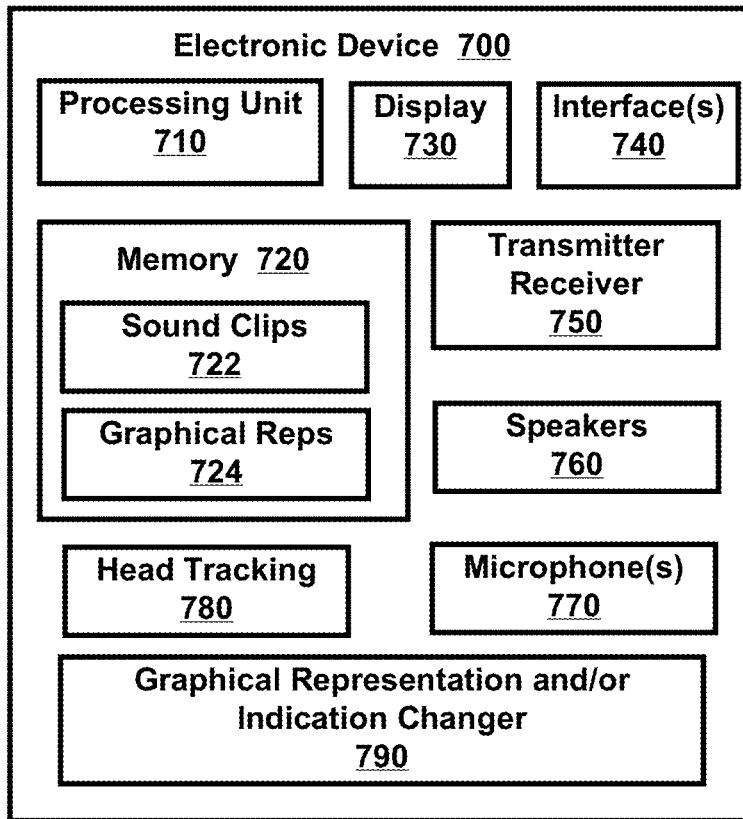 Electronic Device 700
Processing Unit
710
Display
730
Interface(s)
740
Memory 720
Sound Clips
722
Graphical Reps
724
Transmitter
Receiver
750
Speakers
760
Head Tracking
780
Microphone(s)
770
Graphical Representation and/or
Indication Changer
790